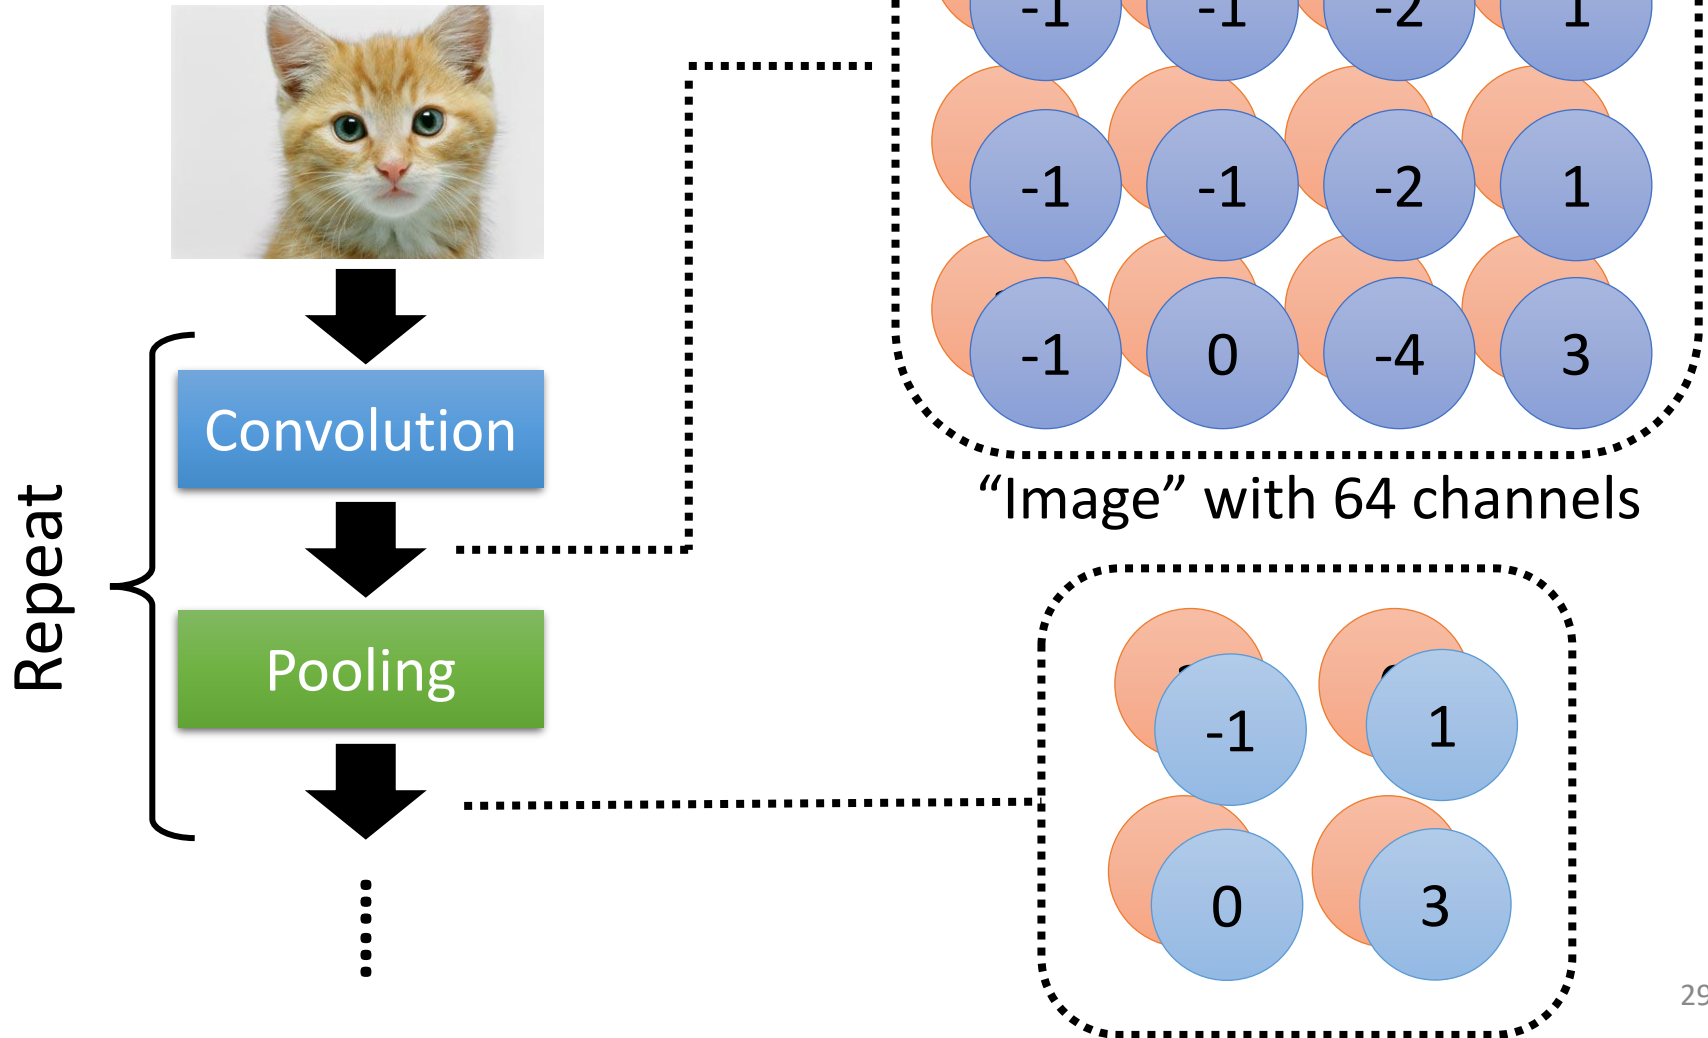 -1 -1 -2 1
-1 -1 -2 1
-1 0 -4 3
Convolution
"Image" with 64 channels
Repeat
Pooling
-1 1
0 3
29